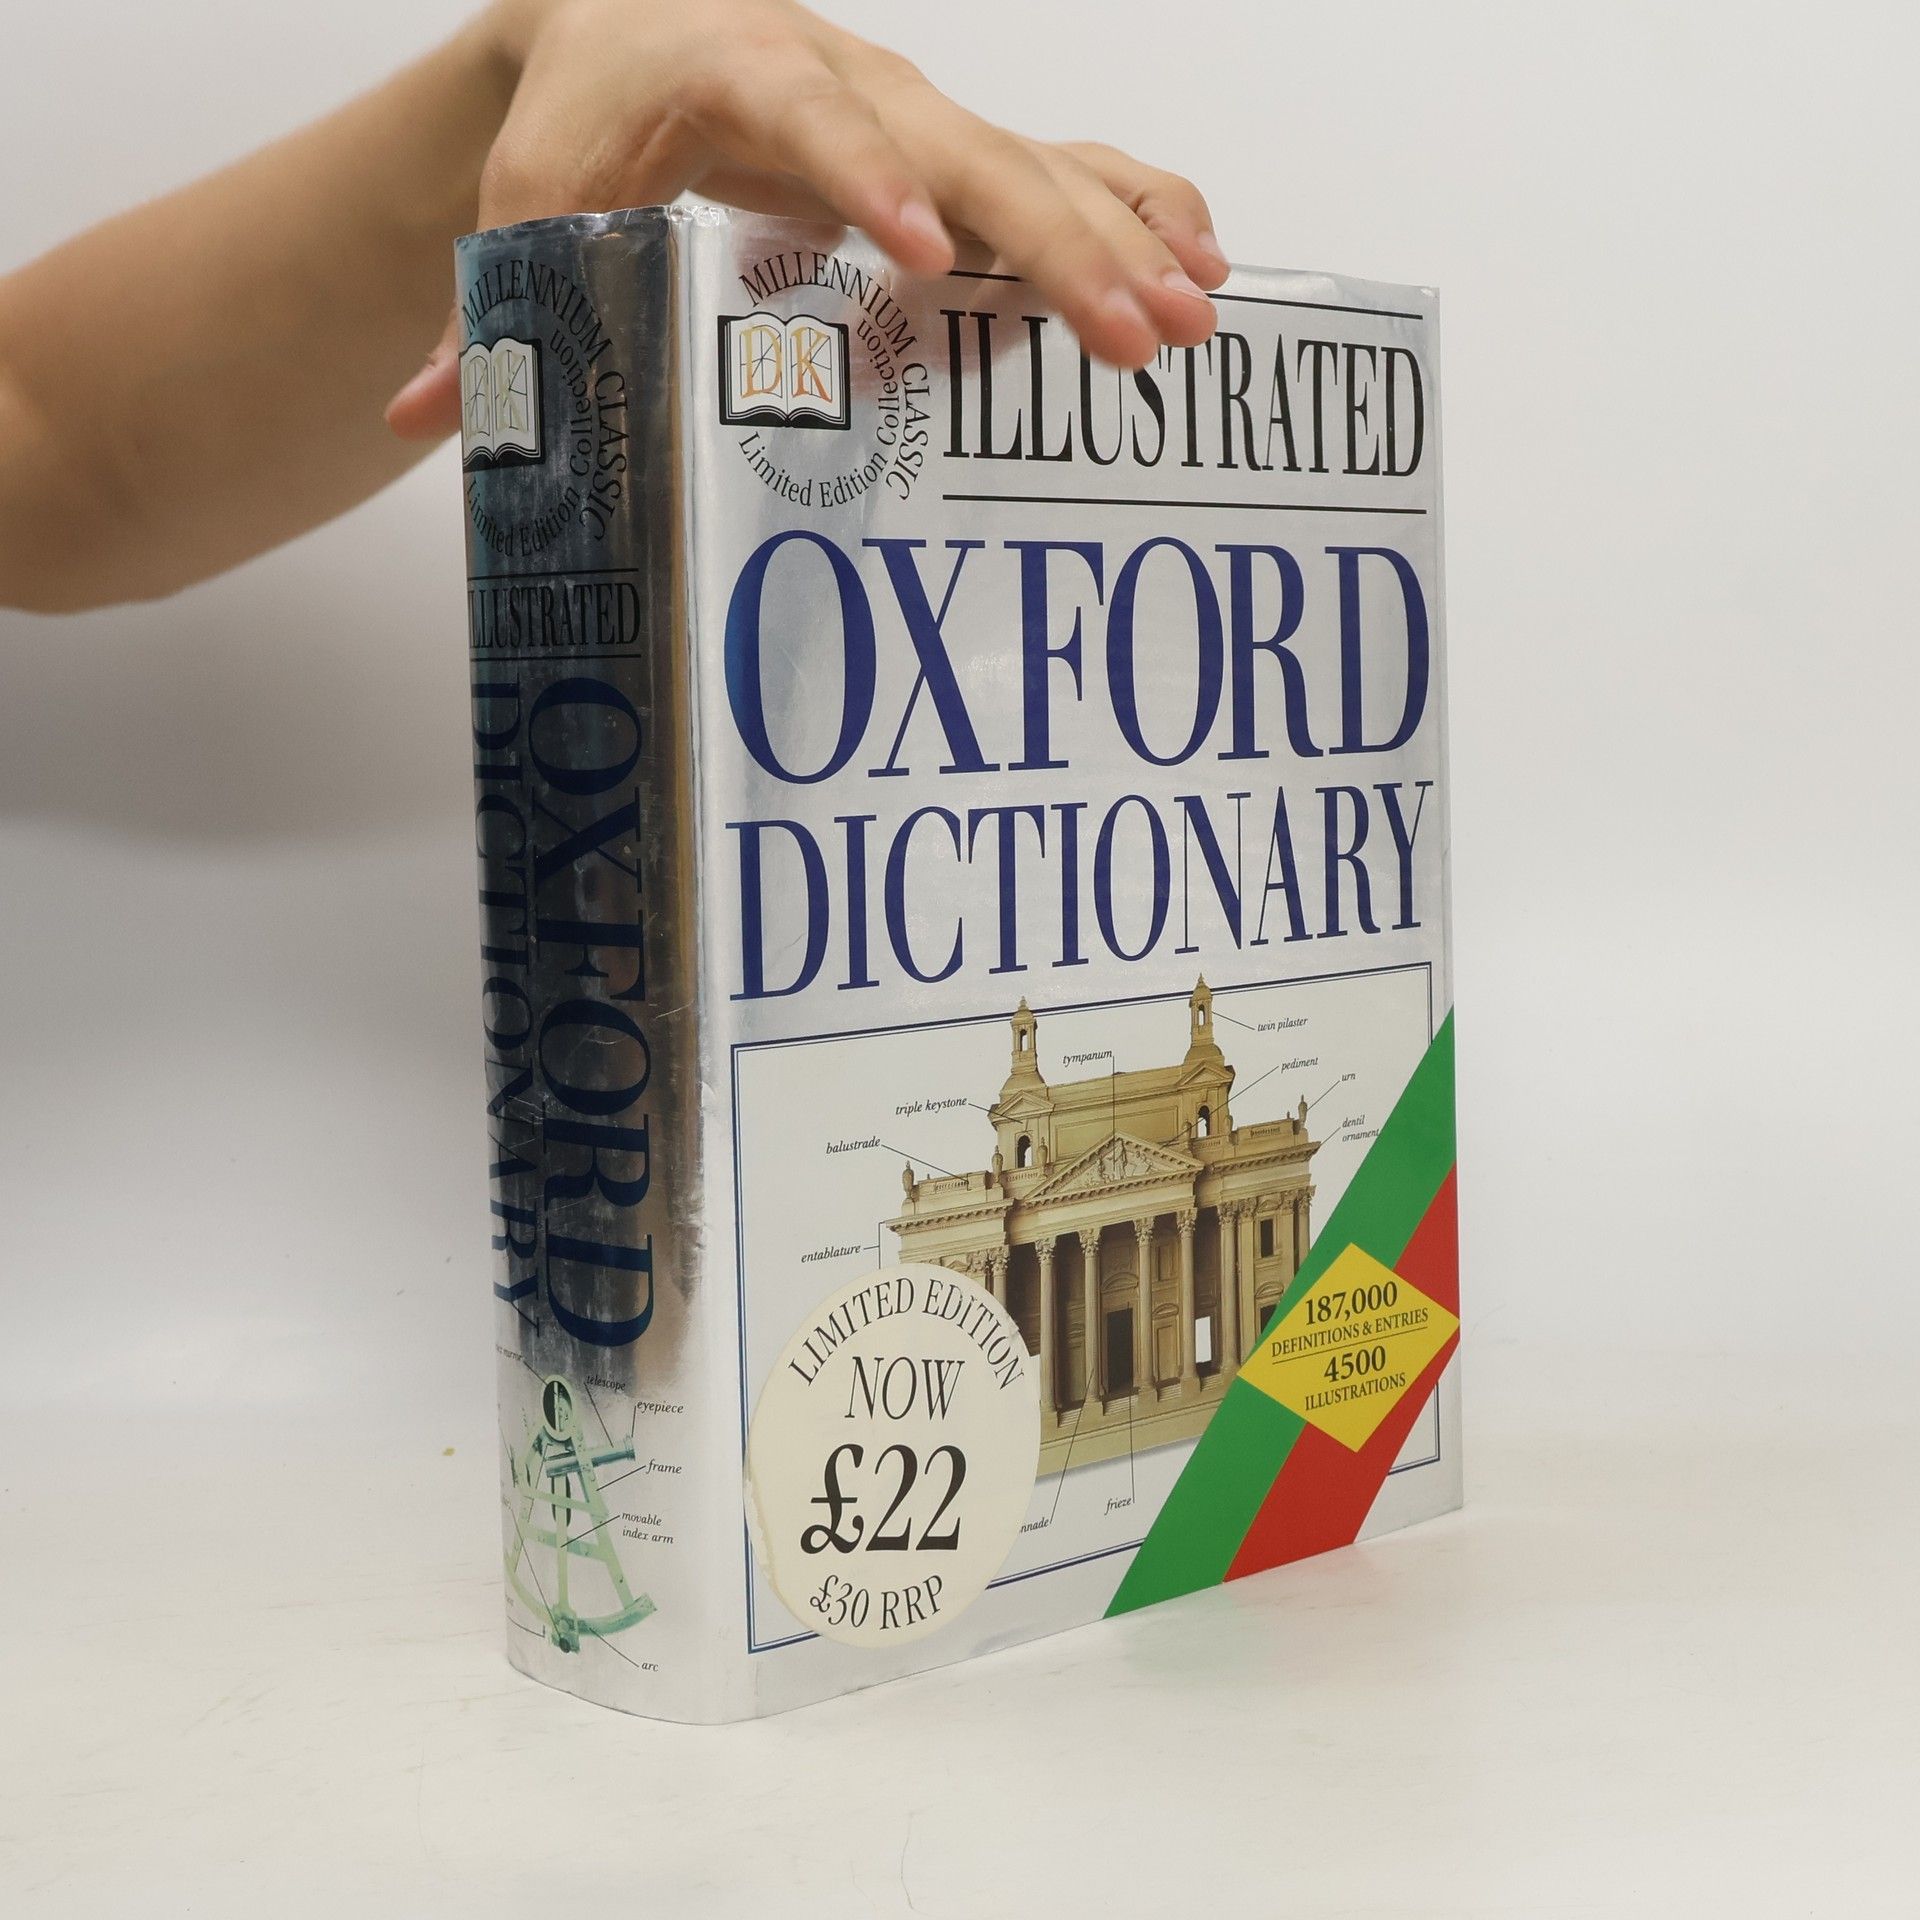 MILLENNIUM CLASSIC
Limited Edition Collection
DK
ILLUSTRATED
OXFORD
DICTIONARY
telescope
eyepiece
frame
movable
index arm
arc
MILLENNIUM CLASSIC
Limited Edition Collection
DK
ILLUSTRATED
OXFORD
DICTIONARY
twin pilaster
tympanum
pediment
urn
triple keystone
dentil
ornament
balustrade
entablature
frieze
187,000
DEFINITIONS & ENTRIES
4500
ILLUSTRATIONS
LIMITED EDITION
NOW
£22
£30 RRP